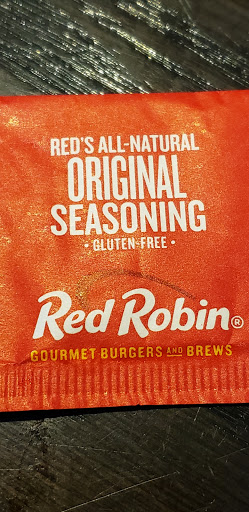 RED'S ALL-NATURAL
ORIGINAL
SEASONING
• GLUTEN-FREE •
Red Robin®
GOURMET BURGERS AND BREWS